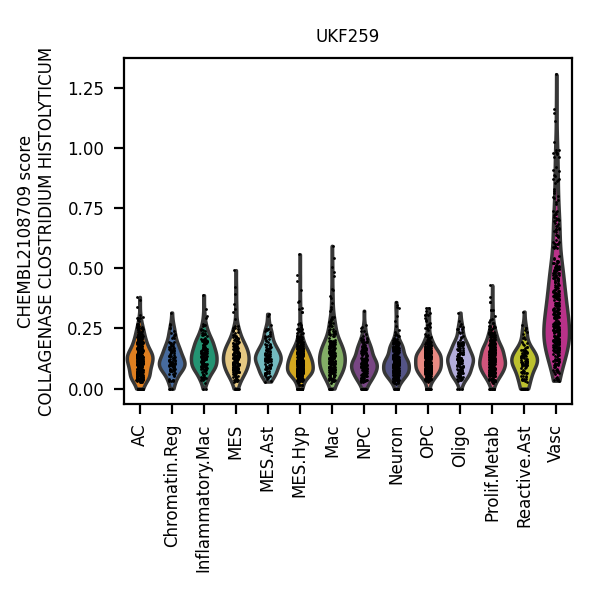 UKF259
CHEMBL2108709 score
COLLAGENASE CLOSTRIDIUM HISTOLYTICUM
1.25
1.00
0.75
0.50
0.25
0.00
AC
Chromatin.Reg
Inflammatory.Mac
MES
MES.Ast
MES.Hyp
Mac
NPC
Neuron
OPC
Oligo
Prolif.Metab
Reactive.Ast
Vasc